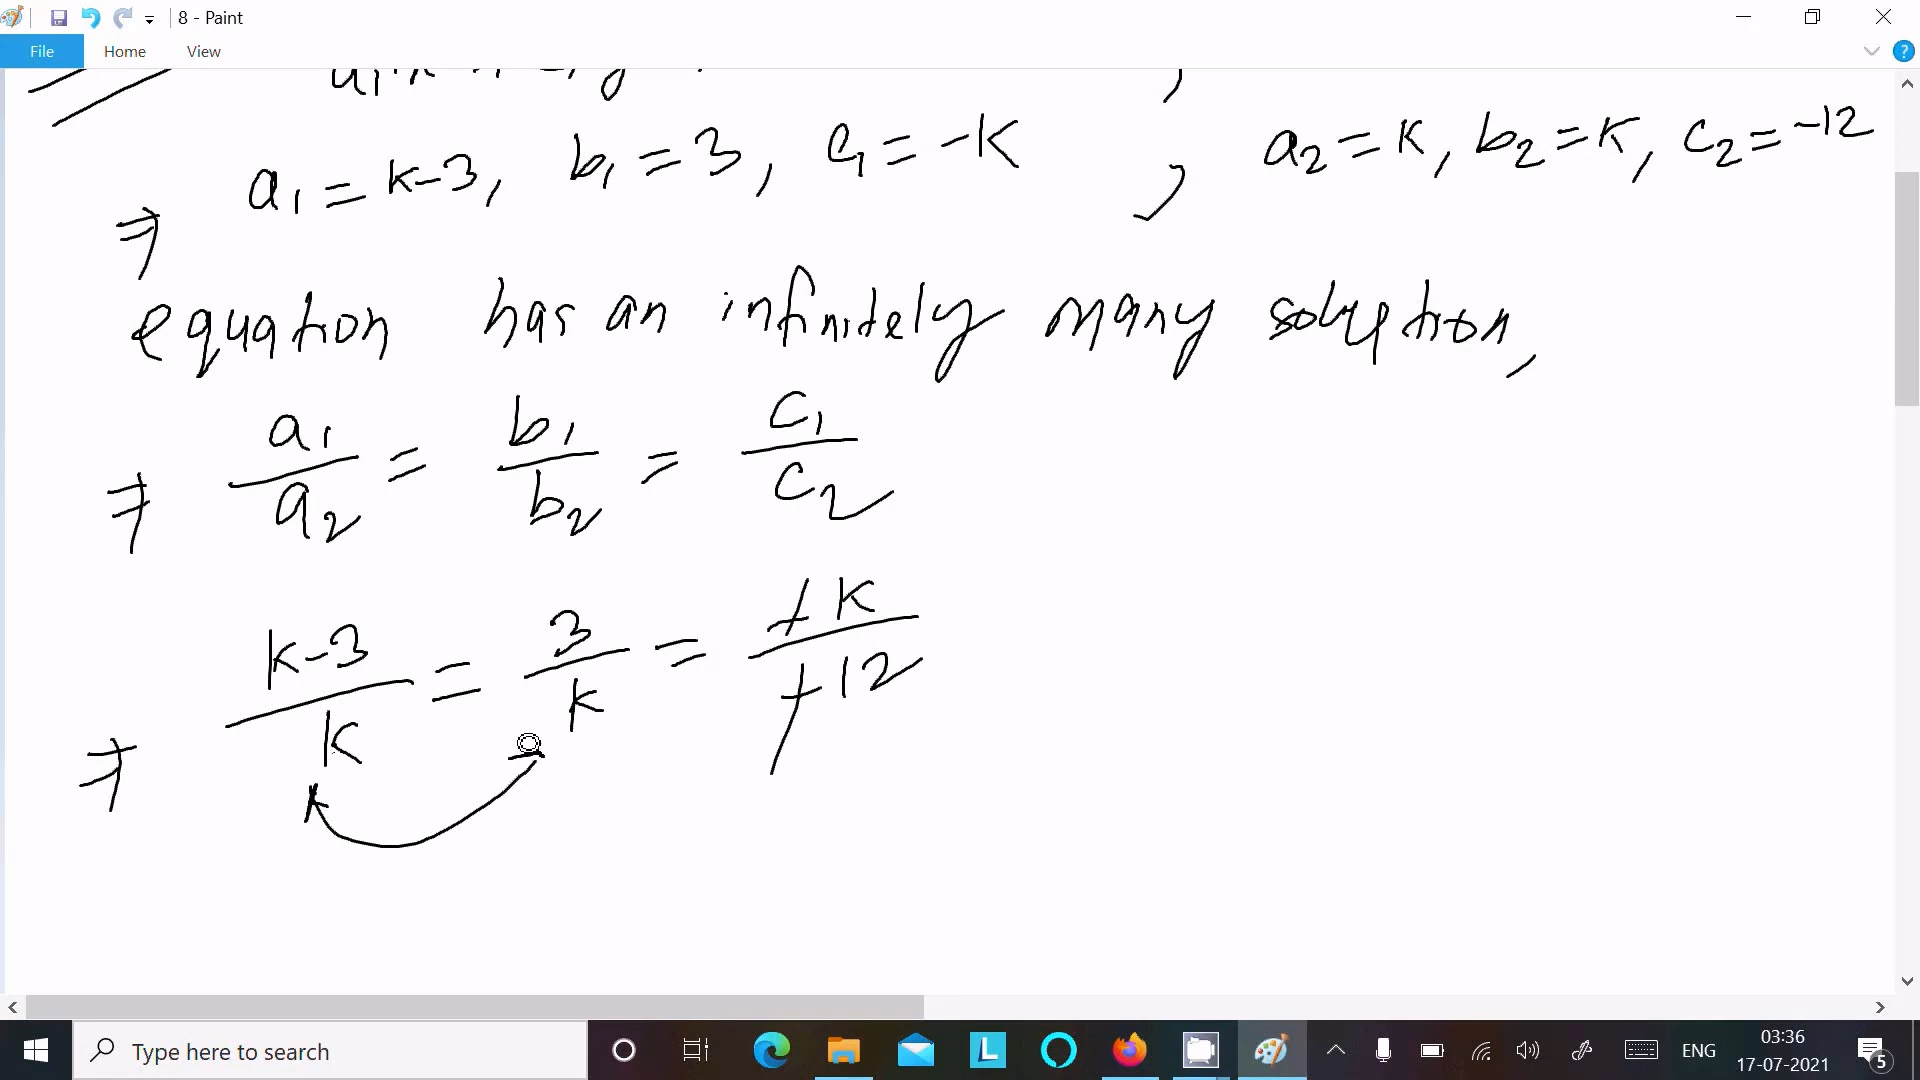 8 - Paint
File Home View
a₁ = k-3, b₁ = 3, c₁ = -K , a₂ = K, b₂ = K, c₂ = -12
⇒
equation has an infinitely many solution,
⇒ a₁/a₂ = b₁/b₂ = c₁/c₂
⇒ k-3/k = 3/k = +k/+12
Type here to search
ENG
03:36
17-07-2021
5